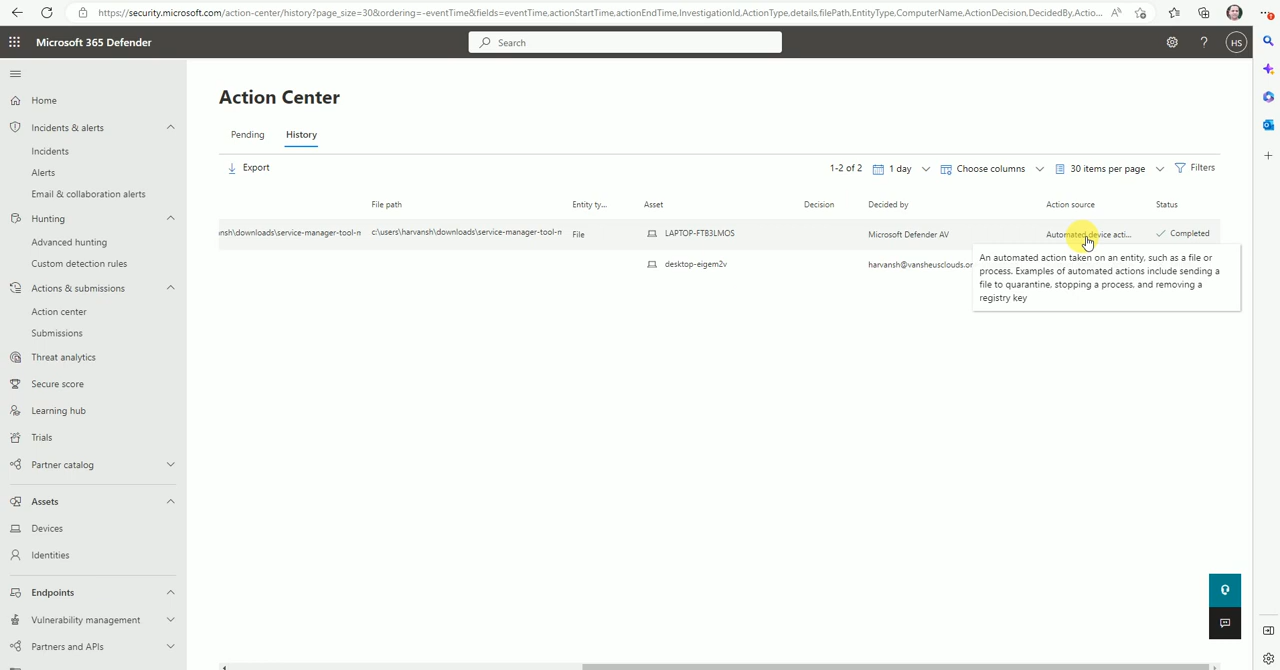 https://security.microsoft.com/action-center/history?page_size=30&ordering=-eventTime&fields=eventTime,actionStartTime,actionEndTime,InvestigationId,ActionType,details,filePath,EntityType,ComputerName,ActionDecision,DecidedBy,Actio...
Microsoft 365 Defender
Search
HS
Home
Incidents & alerts
Incidents
Alerts
Email & collaboration alerts
Hunting
Advanced hunting
Custom detection rules
Actions & submissions
Action center
Submissions
Threat analytics
Secure score
Learning hub
Trials
Partner catalog
Assets
Devices
Identities
Endpoints
Vulnerability management
Partners and APIs
Action Center
Pending History
Export 1-2 of 2 1 day Choose columns 30 items per page Filters
File path Entity ty... Asset Decision Decided by Action source Status
nsh\downloads\service-manager-tool-n c:\users\harvansh\downloads\service-manager-tool-n File LAPTOP-FTB3LMOS Microsoft Defender AV Automated device acti... Completed
desktop-eigem2v harvansh@vansheusclouds.or
An automated action taken on an entity, such as a file or
process. Examples of automated actions include sending a
file to quarantine, stopping a process, and removing a
registry key